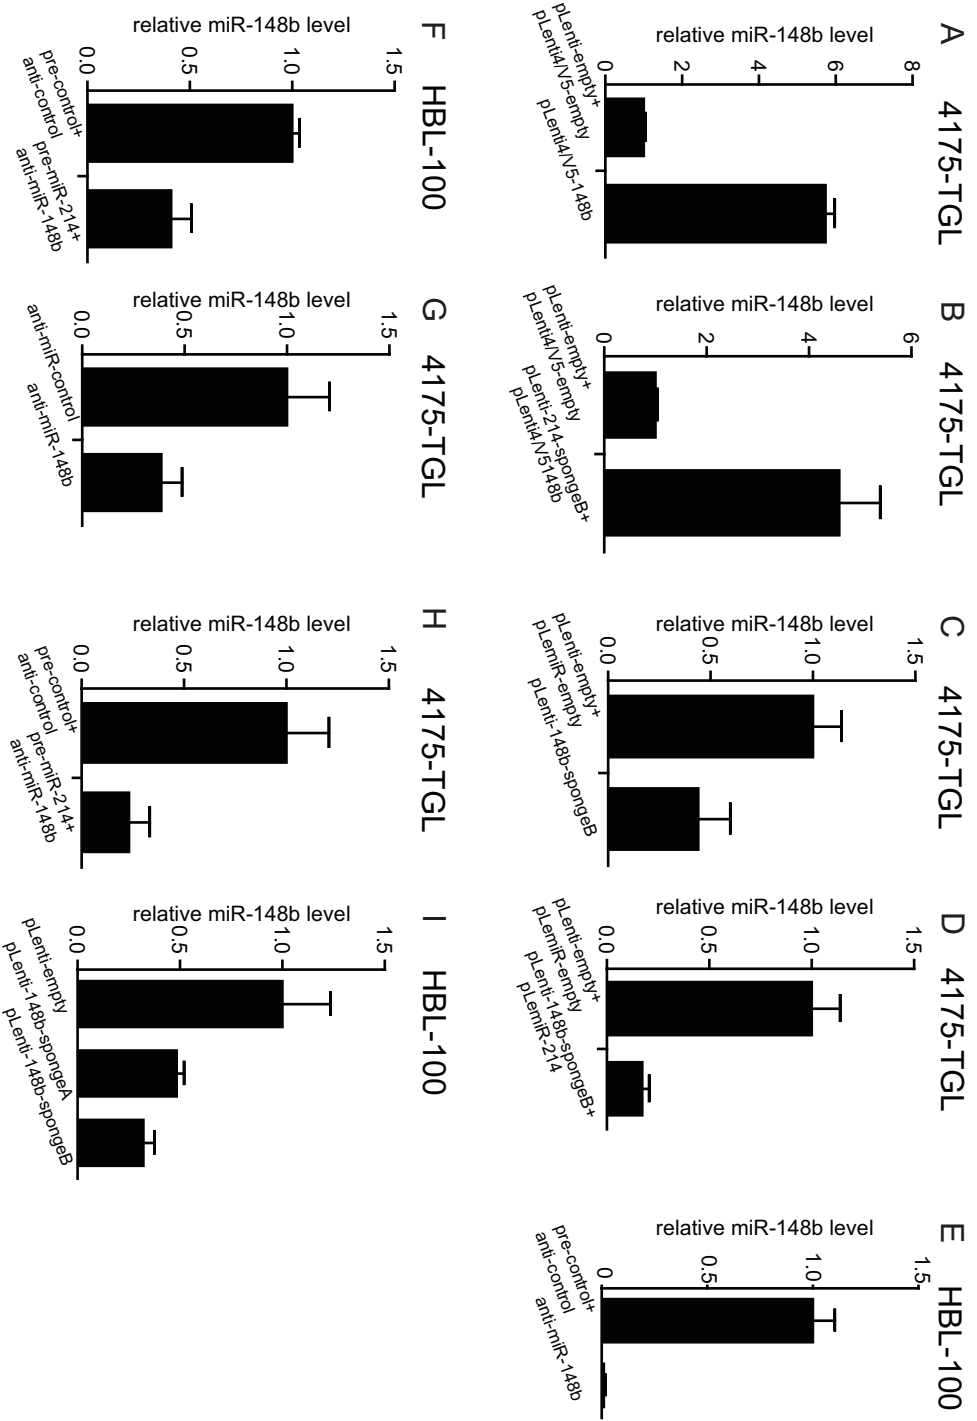 A
4175-TGL
relative miR-148b level
8
6
4
2
0
pLenti-empty+
pLenti4/V5-empty
pLenti4/V5-148b
B
4175-TGL
relative miR-148b level
6
4
2
0
pLenti-empty+
pLenti4/V5-empty
pLenti-214-spongeB+
pLenti4/V5148b
C
4175-TGL
relative miR-148b level
1.5
1.0
0.5
0.0
pLenti-empty+
pLemiR-empty
pLenti-148b-spongeB
D
4175-TGL
relative miR-148b level
1.5
1.0
0.5
0.0
pLenti-empty+
pLemiR-empty
pLenti-148b-spongeB+
pLemiR-214
E
HBL-100
relative miR-148b level
1.5
1.0
0.5
0
pre-control+
anti-control
anti-miR-148b
F
HBL-100
relative miR-148b level
1.5
1.0
0.5
0.0
pre-control+
anti-control
pre-miR-214+
anti-miR-148b
G
4175-TGL
relative miR-148b level
1.5
1.0
0.5
0.0
anti-miR-control
anti-miR-148b
H
4175-TGL
relative miR-148b level
1.5
1.0
0.5
0.0
pre-control+
anti-control
pre-miR-214+
anti-miR-148b
I
HBL-100
relative miR-148b level
1.5
1.0
0.5
0.0
pLenti-empty
pLenti-148b-spongeA
pLenti-148b-spongeB